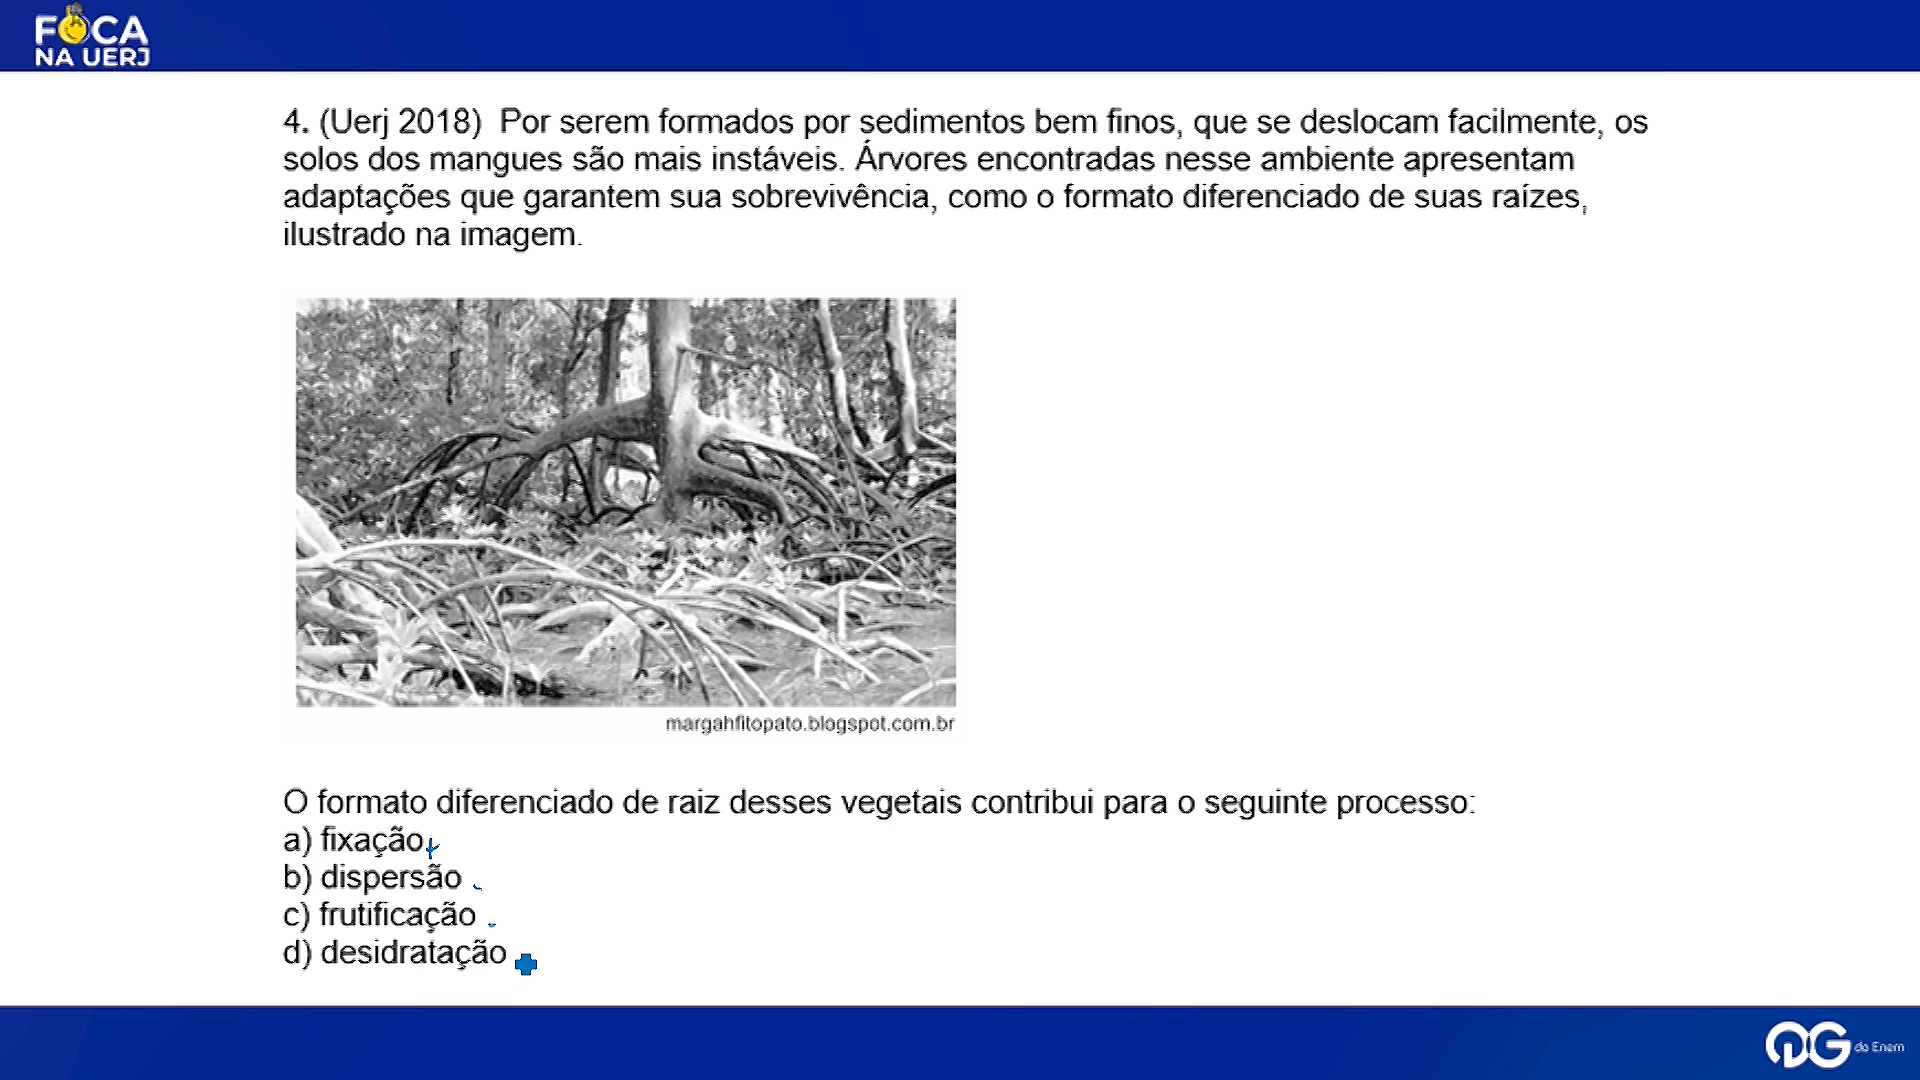 FOCA
NA UERJ
4. (Uerj 2018)  Por serem formados por sedimentos bem finos, que se deslocam facilmente, os
solos dos mangues são mais instáveis. Árvores encontradas nesse ambiente apresentam
adaptações que garantem sua sobrevivência, como o formato diferenciado de suas raízes,
ilustrado na imagem.
margahfitopato.blogspot.com.br
O formato diferenciado de raiz desses vegetais contribui para o seguinte processo:
a) fixação
b) dispersão
c) frutificação
d) desidratação
QG do Enem